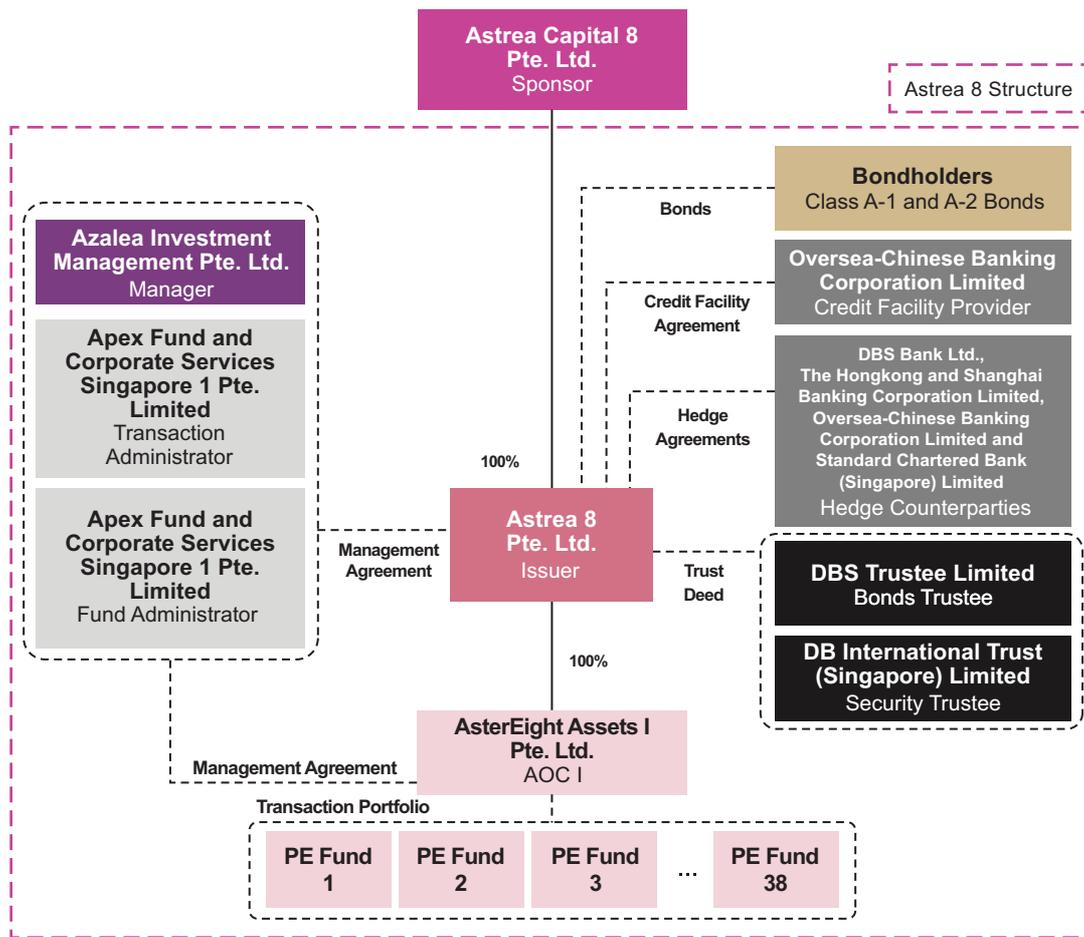 Astrea Capital 8
Pte. Ltd.
Sponsor
Astrea 8 Structure
Bondholders
Class A-1 and A-2 Bonds
Bonds
Azalea Investment
Management Pte. Ltd.
Manager
Oversea-Chinese Banking
Corporation Limited
Credit Facility Provider
Credit Facility
Agreement
Apex Fund and
Corporate Services
Singapore 1 Pte.
Limited
Transaction
Administrator
DBS Bank Ltd.,
The Hongkong and Shanghai
Banking Corporation Limited,
Oversea-Chinese Banking
Corporation Limited and
Standard Chartered Bank
(Singapore) Limited
Hedge Counterparties
Hedge
Agreements
100%
Apex Fund and
Corporate Services
Singapore 1 Pte.
Limited
Fund Administrator
Management
Agreement
Astrea 8
Pte. Ltd.
Issuer
Trust
Deed
DBS Trustee Limited
Bonds Trustee
DB International Trust
(Singapore) Limited
Security Trustee
100%
AsterEight Assets I
Pte. Ltd.
AOC I
Management Agreement
Transaction Portfolio
PE Fund
1
PE Fund
2
PE Fund
3
...
PE Fund
38